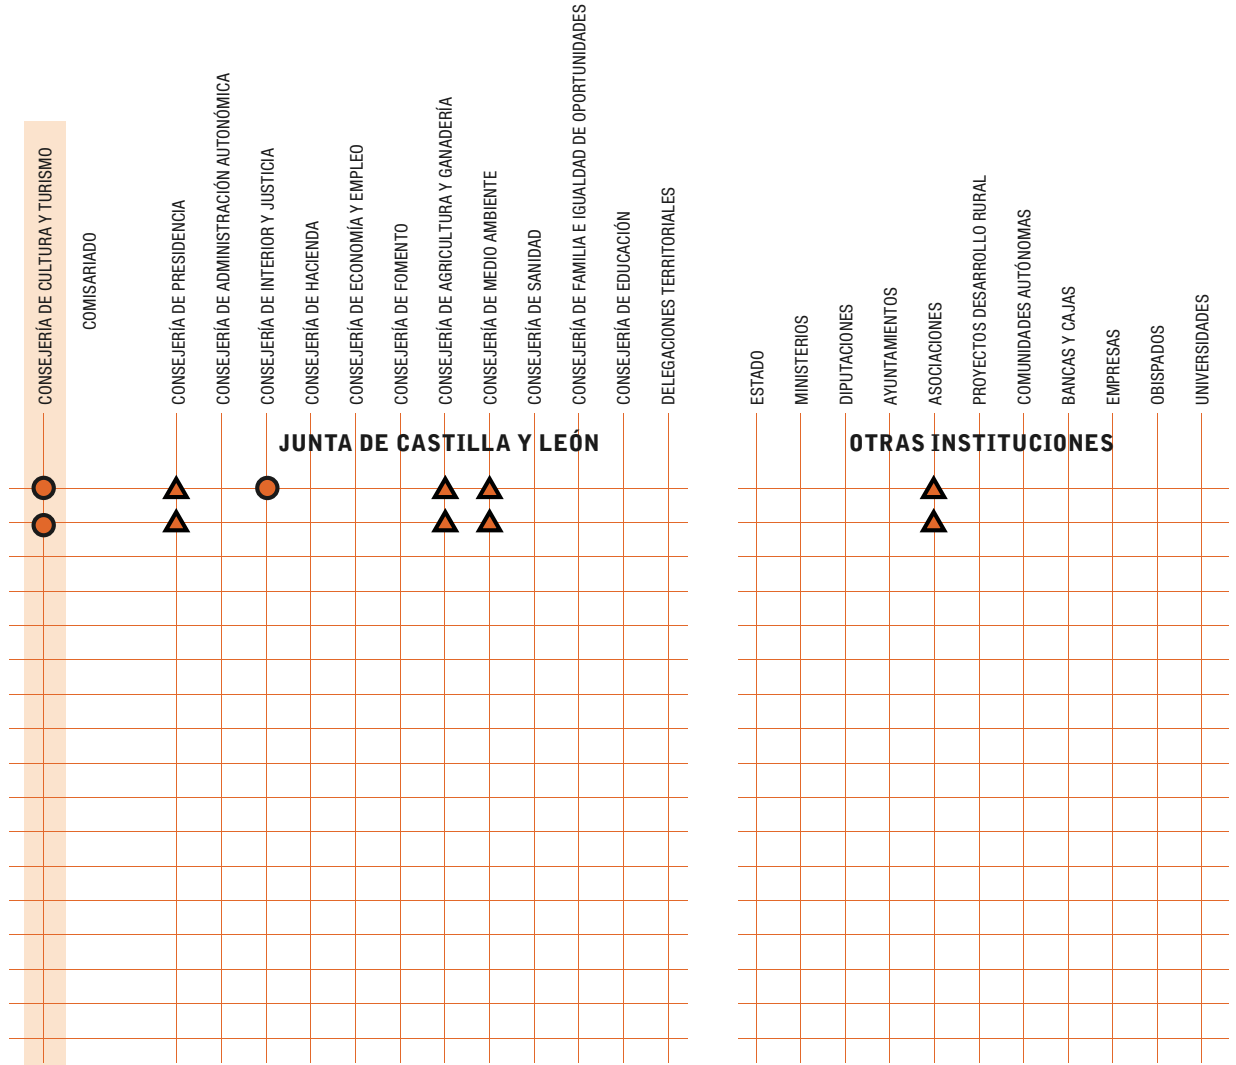 CONSEJERÍA DE CULTURA Y TURISMO
COMISARIADO
CONSEJERÍA DE PRESIDENCIA
CONSEJERÍA DE ADMINISTRACIÓN AUTONÓMICA
CONSEJERÍA DE INTERIOR Y JUSTICIA
CONSEJERÍA DE HACIENDA
CONSEJERÍA DE ECONOMÍA Y EMPLEO
CONSEJERÍA DE FOMENTO
CONSEJERÍA DE AGRICULTURA Y GANADERÍA
CONSEJERÍA DE MEDIO AMBIENTE
CONSEJERÍA DE SANIDAD
CONSEJERÍA DE FAMILIA E IGUALDAD DE OPORTUNIDADES
CONSEJERÍA DE EDUCACIÓN
DELEGACIONES TERRITORIALES
ESTADO
MINISTERIOS
DIPUTACIONES
AYUNTAMIENTOS
ASOCIACIONES
PROYECTOS DESARROLLO RURAL
COMUNIDADES AUTÓNOMAS
BANCAS Y CAJAS
EMPRESAS
OBISPADOS
UNIVERSIDADES
JUNTA DE CASTILLA Y LEÓN
OTRAS INSTITUCIONES